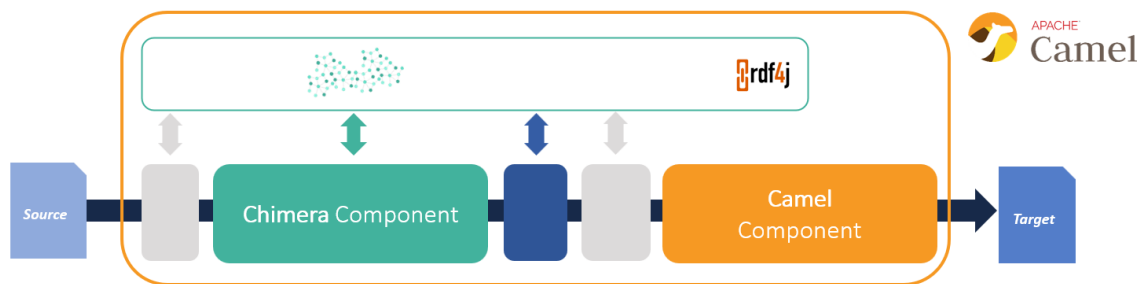 APACHE
Camel
rdf4j
Source
Chimera Component
Camel
Component
Target